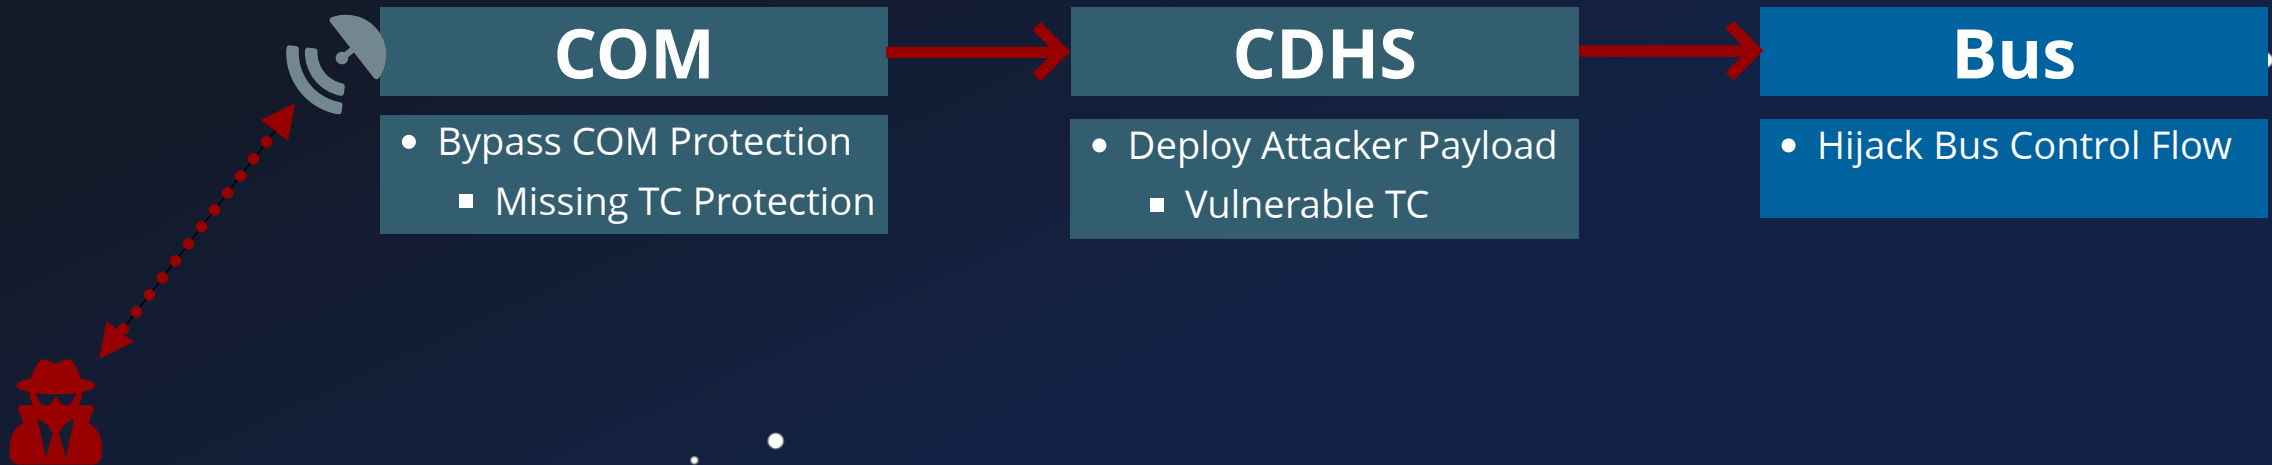 COM
CDHS
Bus
Bypass COM Protection
Missing TC Protection
Deploy Attacker Payload
Vulnerable TC
Hijack Bus Control Flow